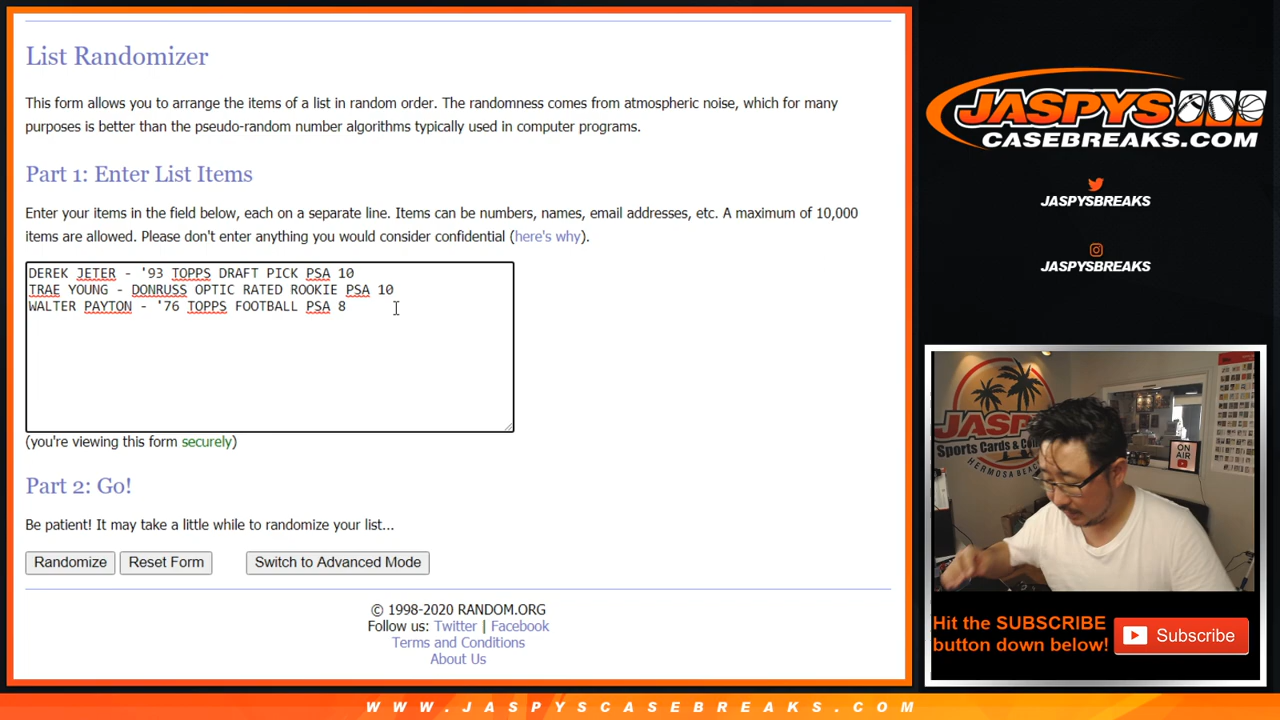 List Randomizer
This form allows you to arrange the items of a list in random order. The randomness comes from atmospheric noise, which for many
purposes is better than the pseudo-random number algorithms typically used in computer programs.
Part 1: Enter List Items
Enter your items in the field below, each on a separate line. Items can be numbers, names, email addresses, etc. A maximum of 10,000
items are allowed. Please don't enter anything you would consider confidential (here's why).
DEREK JETER - '93 TOPPS DRAFT PICK PSA 10
TRAE YOUNG - DONRUSS OPTIC RATED ROOKIE PSA 10
WALTER PAYTON - '76 TOPPS FOOTBALL PSA 8
(you're viewing this form securely)
Part 2: Go!
Be patient! It may take a little while to randomize your list...
Randomize Reset Form Switch to Advanced Mode
© 1998-2020 RANDOM.ORG
Follow us: Twitter | Facebook
Terms and Conditions
About Us
JASPYS
CASEBREAKS.COM
JASPYSBREAKS
JASPYSBREAKS
JASPYS
Sports Cards &
HERMOSA BEAC
ON
AIR
Hit the SUBSCRIBE
button down below!
Subscribe
WWW.JASPYSCASEBREAKS.COM